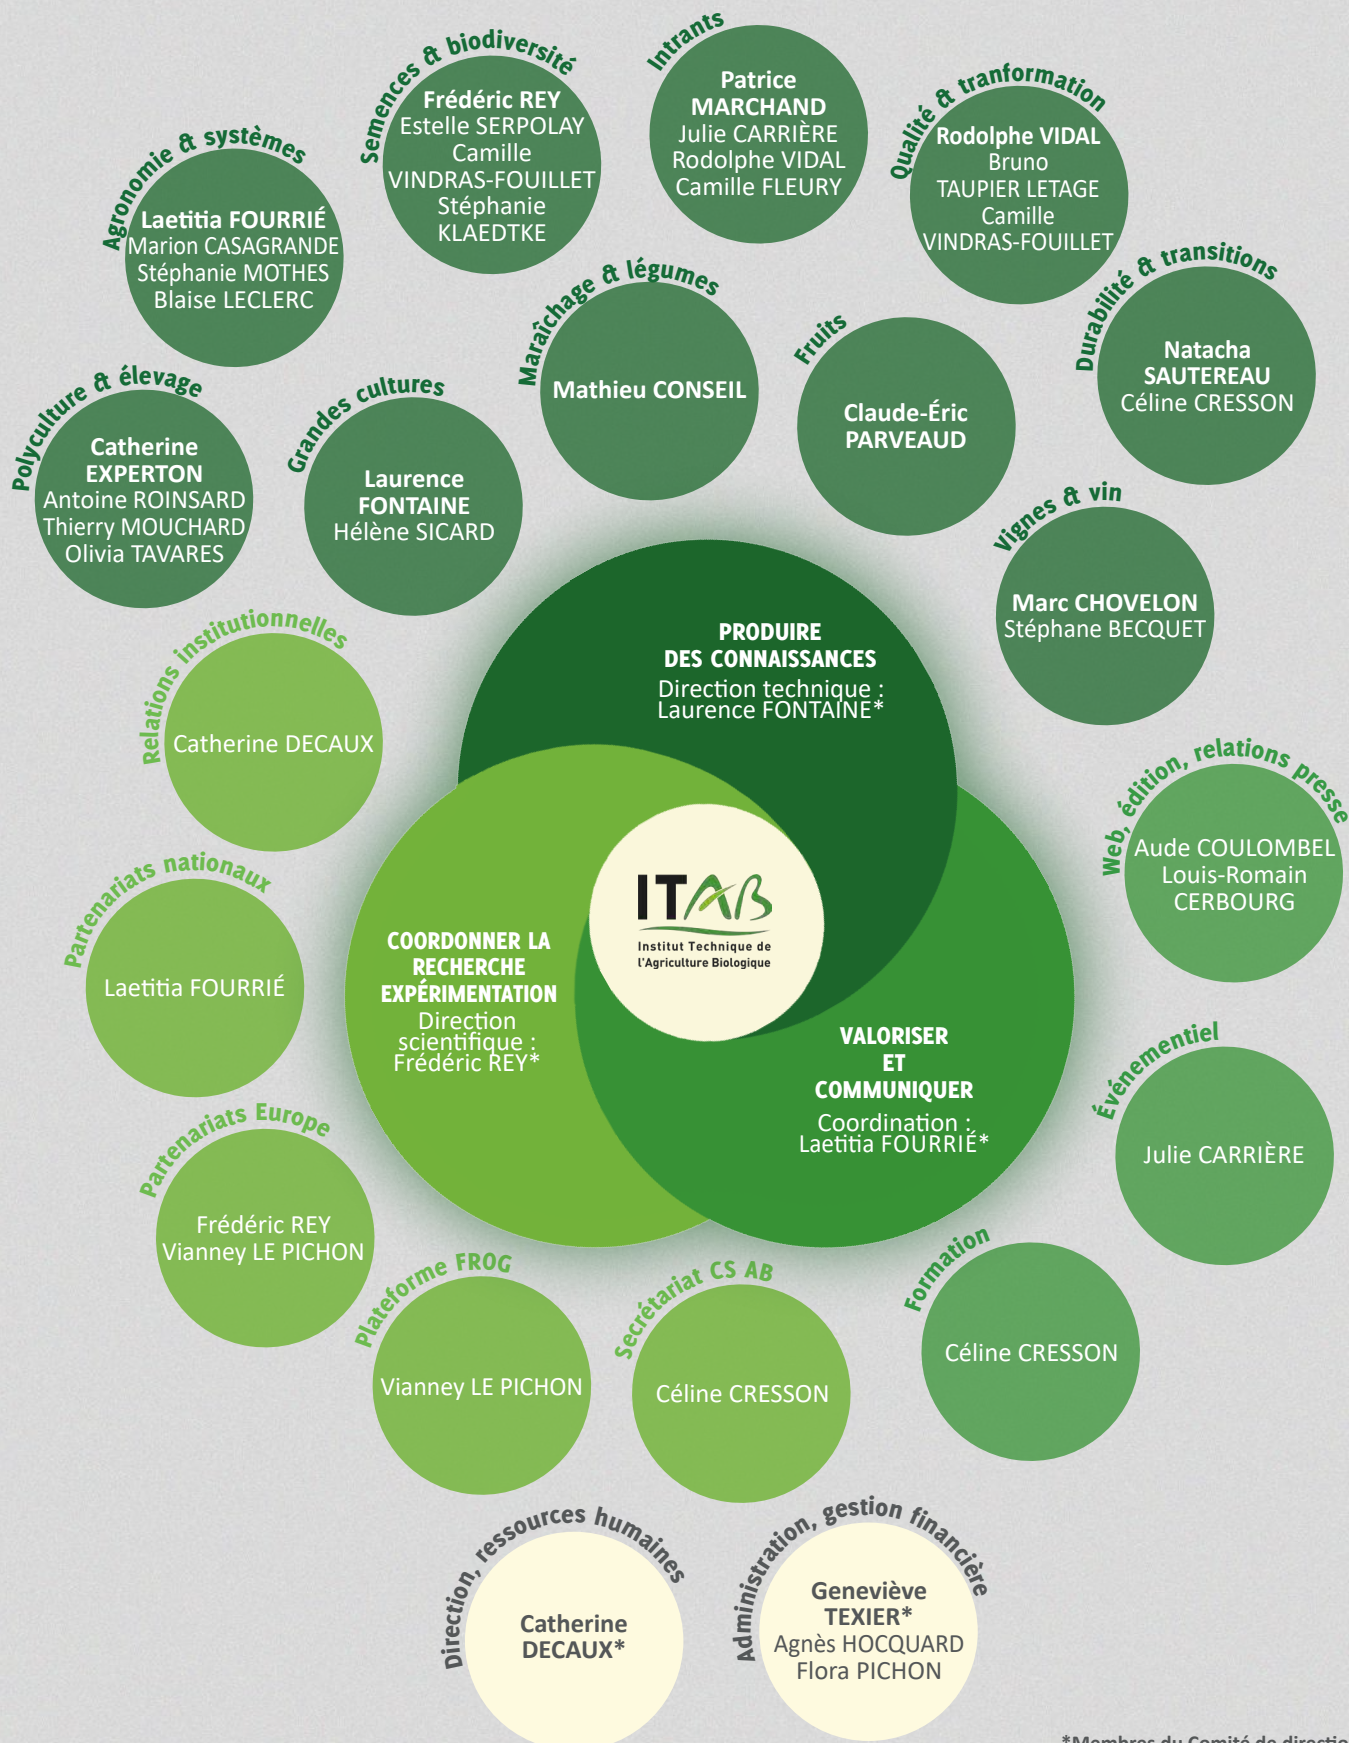 Semences & biodiversité
Frédéric REY
Estelle SERPOLAY
Camille
VINDRAS-FOUILLET
Stéphanie
KLAEDTKE
Intrants
Patrice
MARCHAND
Julie CARRIÈRE
Rodolphe VIDAL
Camille FLEURY
Qualité & tranformation
Rodolphe VIDAL
Bruno
TAUPIER LETAGE
Camille
VINDRAS-FOUILLET
Agronomie & systèmes
Laetitia FOURRIÉ
Marion CASAGRANDE
Stéphanie MOTHES
Blaise LECLERC
Maraîchage & légumes
Mathieu CONSEIL
Fruits
Claude-Éric
PARVEAUD
Durabilité & transitions
Natacha
SAUTEREAU
Céline CRESSON
Polyculture & élevage
Catherine
EXPERTON
Antoine ROINSARD
Thierry MOUCHARD
Olivia TAVARES
Grandes cultures
Laurence
FONTAINE
Hélène SICARD
Vignes & vin
Marc CHOVELON
Stéphane BECQUET
PRODUIRE
DES CONNAISSANCES
Direction technique :
Laurence FONTAINE*
Relations institutionnelles
Catherine DECAUX
Web, édition, relations presse
Aude COULOMBEL
Louis-Romain
CERBOURG
Partenariats nationaux
Laetitia FOURRIÉ
COORDONNER LA
RECHERCHE
EXPÉRIMENTATION
Direction
scientifique :
Frédéric REY*
ITAB
Institut Technique de
l'Agriculture Biologique
VALORISER
ET
COMMUNIQUER
Coordination :
Laetitia FOURRIÉ*
Événementiel
Julie CARRIÈRE
Partenariats Europe
Frédéric REY
Vianney LE PICHON
Plateforme FROG
Vianney LE PICHON
Secrétariat CS AB
Céline CRESSON
Formation
Céline CRESSON
Direction, ressources humaines
Catherine
DECAUX*
Administration, gestion financière
Geneviève
TEXIER*
Agnès HOCQUARD
Flora PICHON
*Membres du Comité de directio